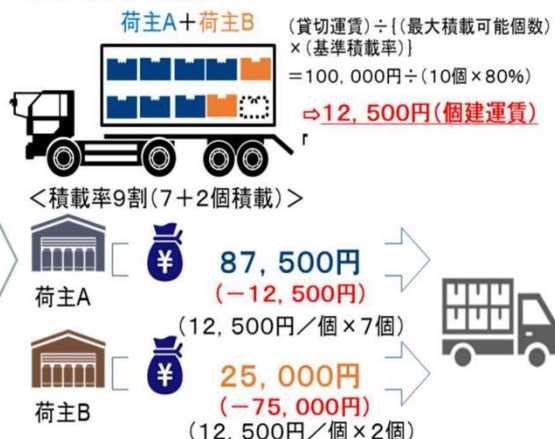 荷主A＋荷主B
(貸切運賃)÷{(最大積載可能個数)
×(基準積載率)}
＝100,000円÷(10個×80%)
⇨12,500円(個建運賃)
「
＜積載率9割(7＋2個積載)＞
¥
荷主A
87,500円
(－12,500円)
(12,500円／個×7個)
¥
荷主B
25,000円
(－75,000円)
(12,500円／個×2個)